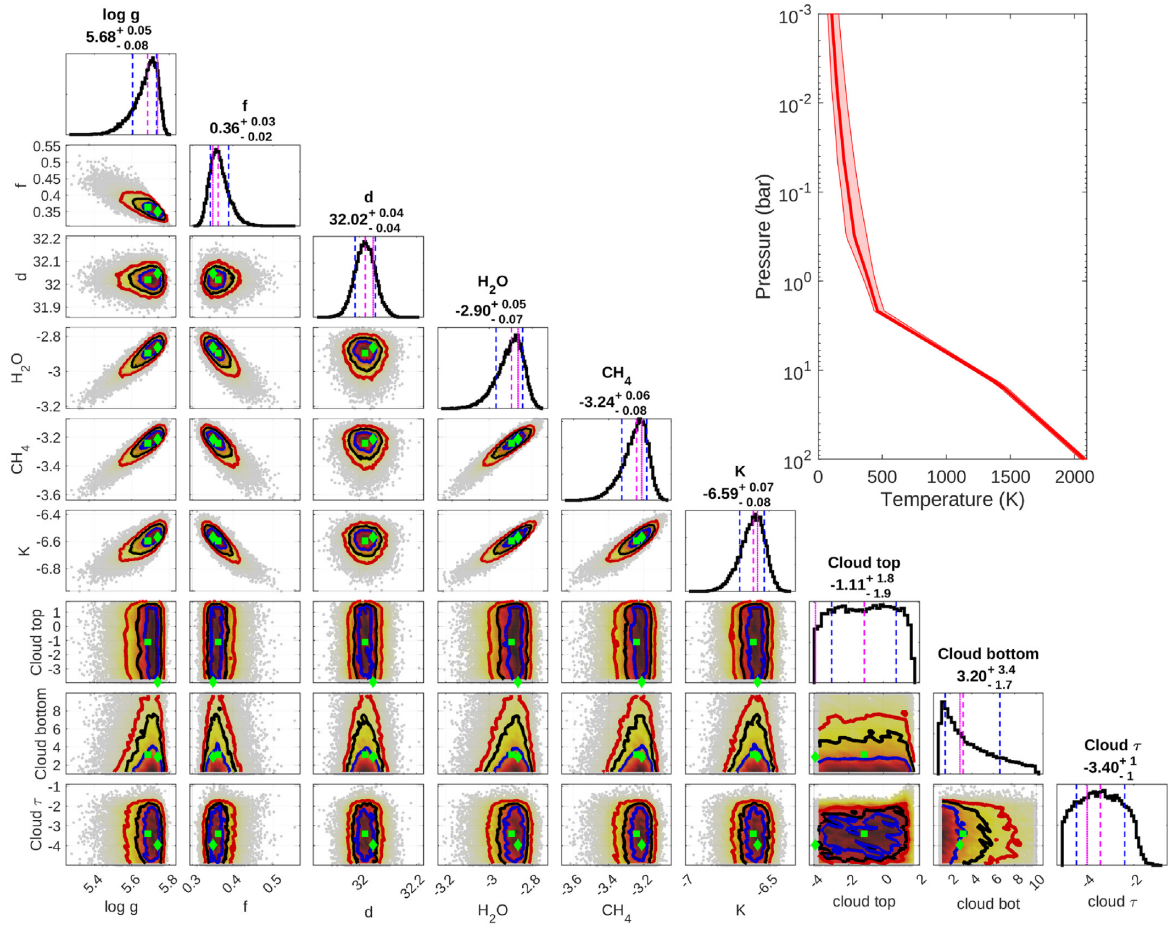 log g
5.68 + 0.05 - 0.08
10-3
f
0.36 + 0.03 - 0.02
10-2
0.55
0.5
f
0.45
0.35
d
32.02 + 0.04 - 0.04
10-1
Pressure (bar)
32.2
32.1
d
32
31.9
H2O
-2.90 + 0.05 - 0.07
100
-2.8
H2O
-3
-3.2
CH4
-3.24 + 0.06 - 0.08
101
-3.2
CH4
-3.4
-3.6
K
-6.59 + 0.07 - 0.08
102
0 500 1000 1500 2000
Temperature (K)
-6.4
-6.6
K
-6.8
Cloud top
-1.11 + 1.8 - 1.9
1
0
-1
-2
-3
Cloud top
Cloud bottom
3.20 + 3.4 - 1.7
8
6
4
2
Cloud bottom
Cloud τ
-3.40 + 1 - 1
-1
-2
-3
-4
Cloud τ
5.4 5.6 5.8 0.3 0.4 0.5 32 32.2 -3.2 -3 -2.8 -3.6 -3.4 -3.2 -7 -6.5 -4 -2 0 2 2 4 6 8 10 -4 -2
log g f d H2O CH4 K cloud top cloud bot cloud τ